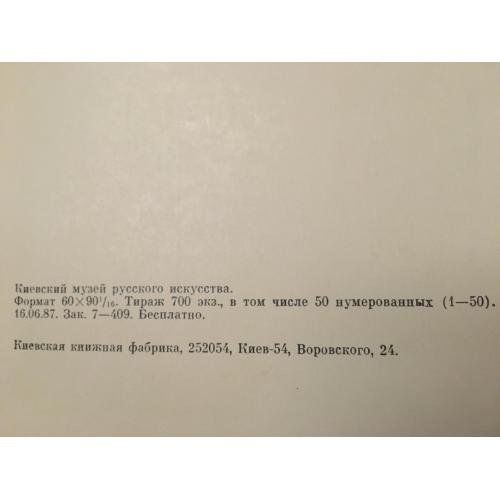 Киевский музей русского искусства.
Формат 60×90¹/₁₆. Тираж 700 экз., в том числе 50 нумерованных (1—50).
16.06.87. Зак. 7—409. Бесплатно.
Киевская книжная фабрика, 252054, Киев-54, Воровского, 24.